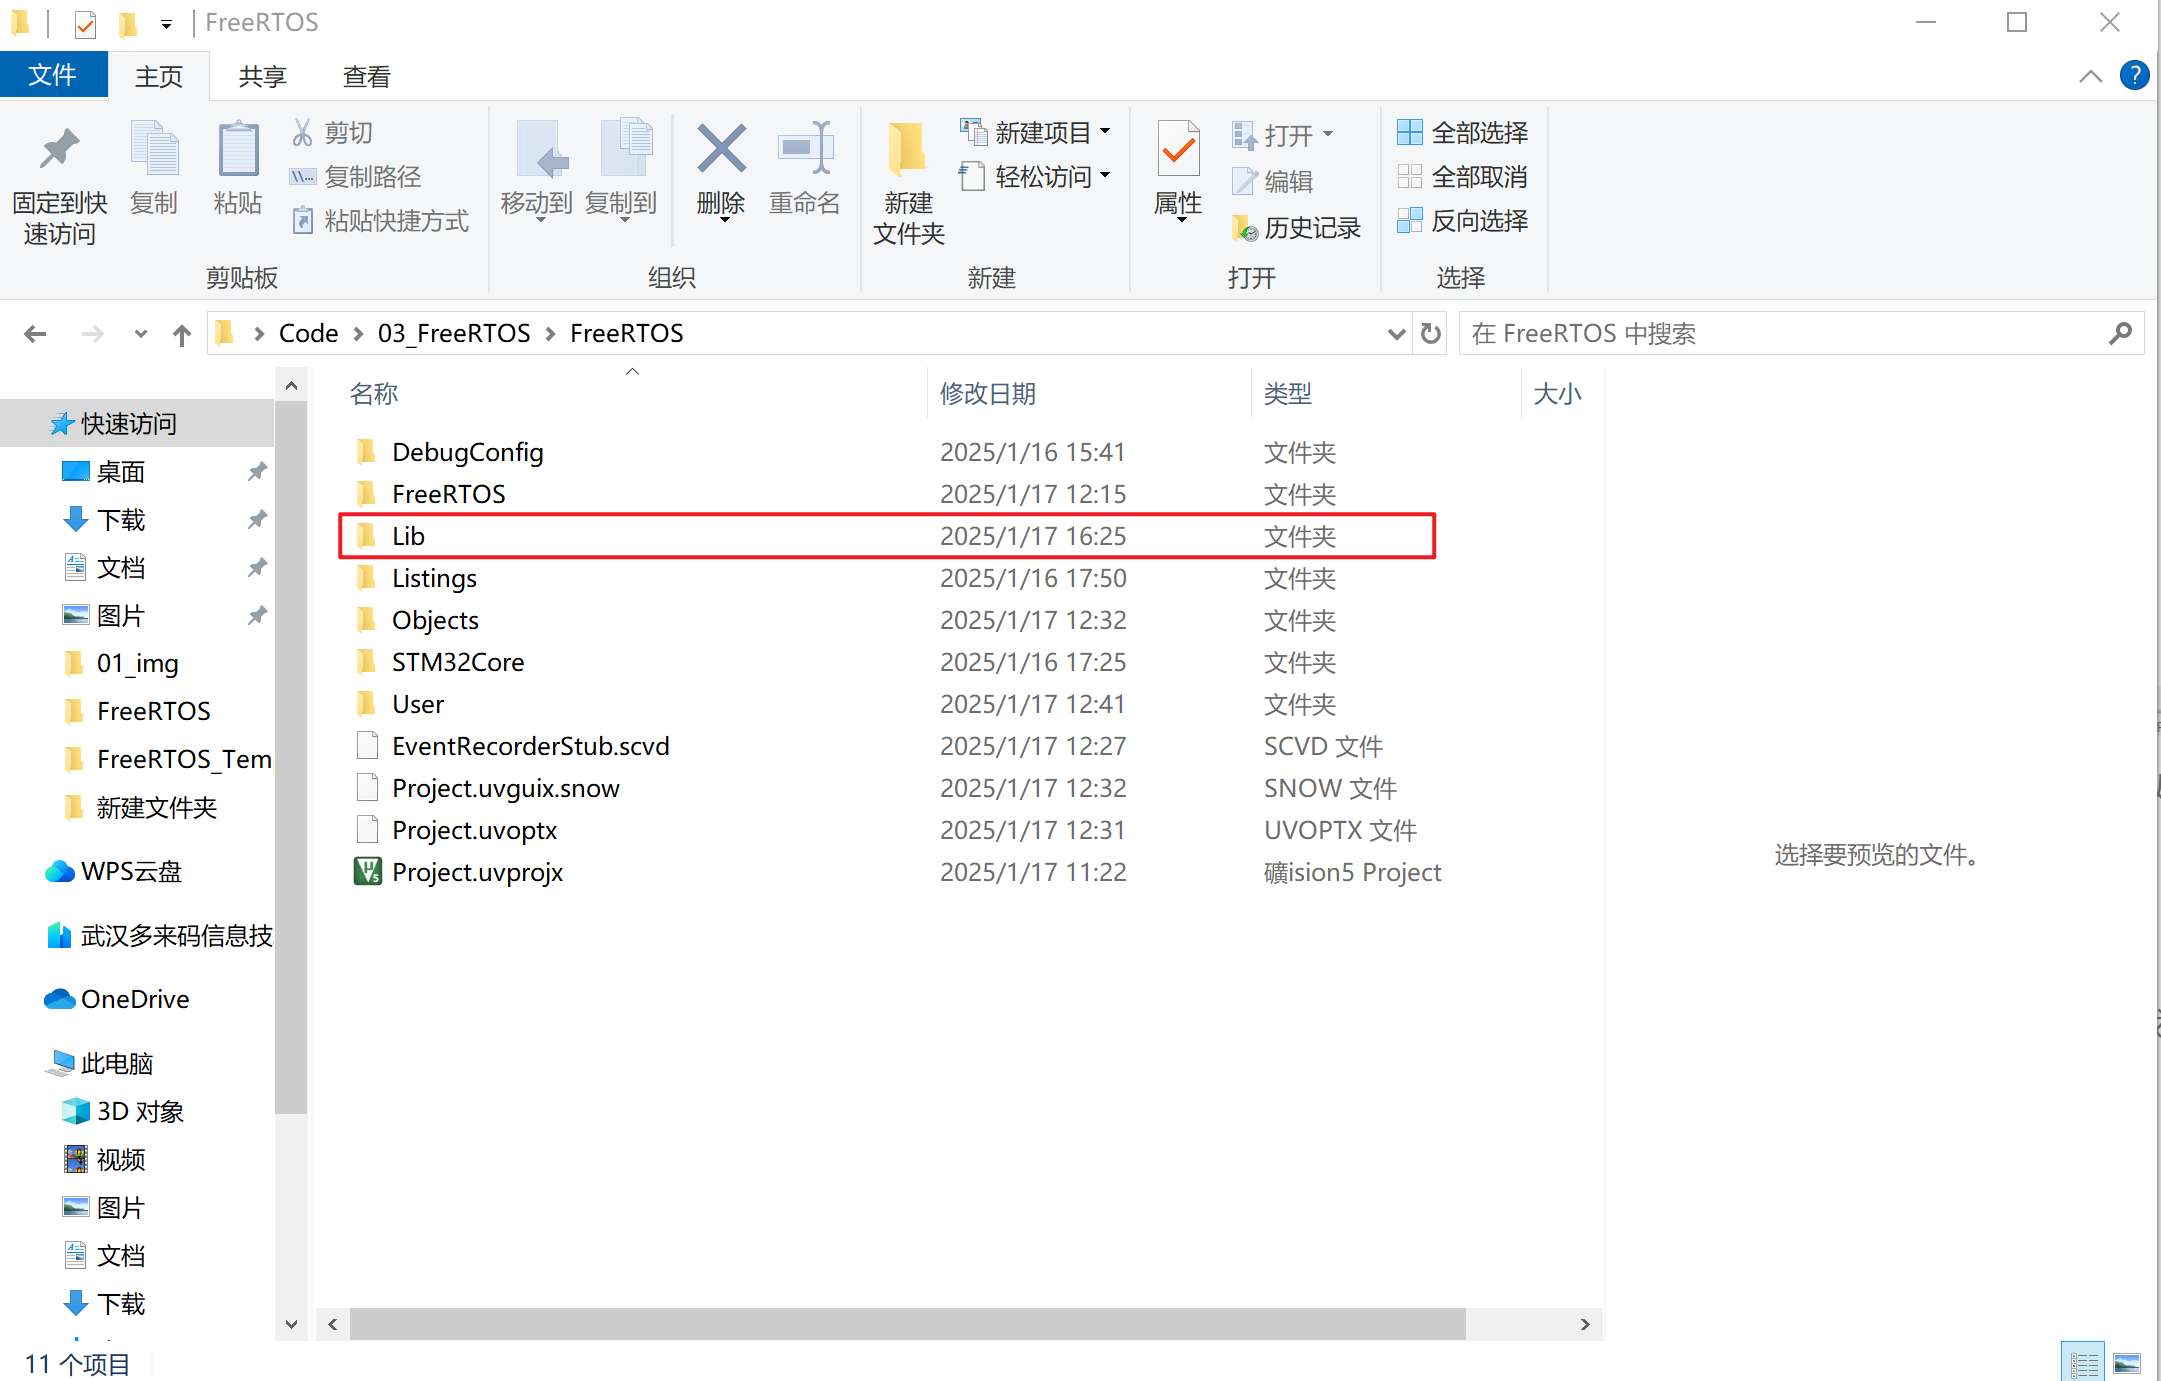 FreeRTOS
文件
主页
共享
查看
固定到快
速访问
复制
粘贴
剪切
复制路径
粘贴快捷方式
剪贴板
移动到
复制到
删除
重命名
组织
新建
文件夹
新建项目
轻松访问
新建
属性
打开
编辑
历史记录
打开
全部选择
全部取消
反向选择
选择
Code
03_FreeRTOS
FreeRTOS
在 FreeRTOS 中搜索
快速访问
桌面
下载
文档
图片
01_img
FreeRTOS
FreeRTOS_Tem
新建文件夹
WPS云盘
武汉多来码信息技
OneDrive
此电脑
3D 对象
视频
图片
文档
下载
名称 修改日期 类型 大小
DebugConfig 2025/1/16 15:41 文件夹
FreeRTOS 2025/1/17 12:15 文件夹
Lib 2025/1/17 16:25 文件夹
Listings 2025/1/16 17:50 文件夹
Objects 2025/1/17 12:32 文件夹
STM32Core 2025/1/16 17:25 文件夹
User 2025/1/17 12:41 文件夹
EventRecorderStub.scvd 2025/1/17 12:27 SCVD 文件
Project.uvguix.snow 2025/1/17 12:32 SNOW 文件
Project.uvoptx 2025/1/17 12:31 UVOPTX 文件
Project.uvprojx 2025/1/17 11:22 礦ision5 Project
选择要预览的文件。
11 个项目